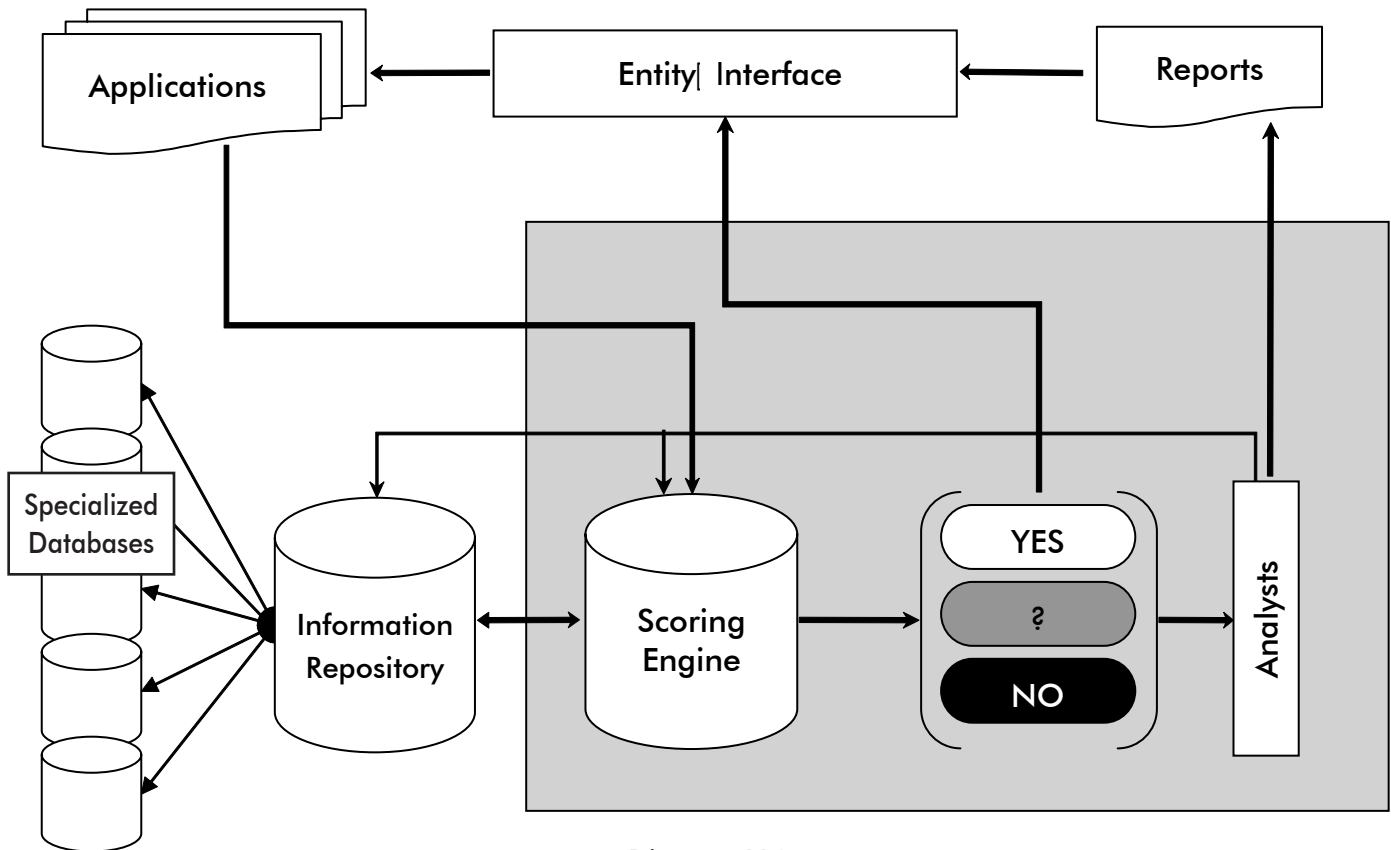 Applications
Entity Interface
Reports
Specialized
Databases
Information
Repository
Scoring
Engine
YES
?
NO
Analysts